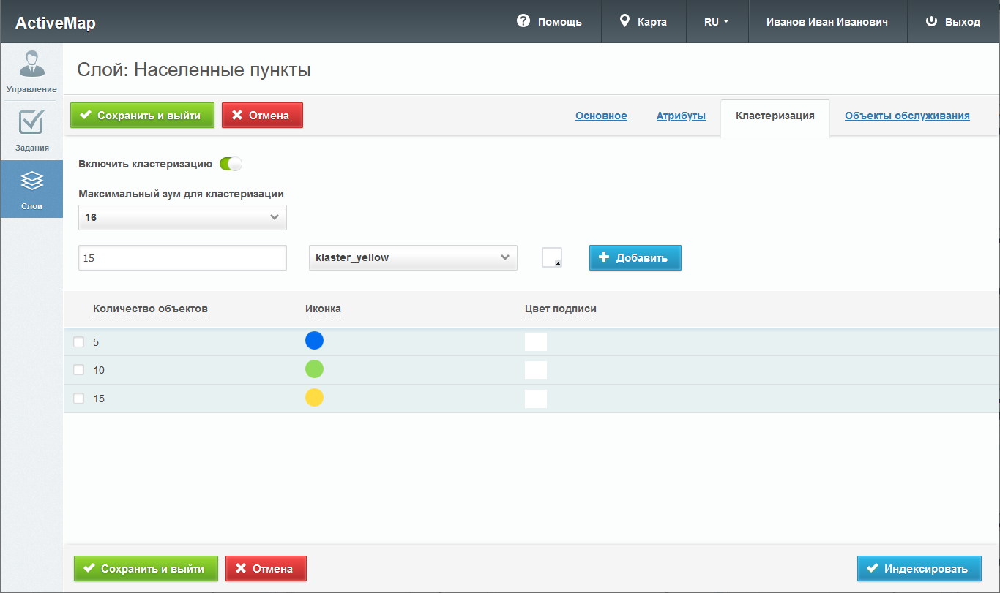 ActiveMap
Помощь
Карта
RU
Иванов Иван Иванович
Выход
Управление
Задания
Слои
Слой: Населенные пункты
Сохранить и выйти
Отмена
Основное
Атрибуты
Кластеризация
Объекты обслуживания
Включить кластеризацию
Максимальный зум для кластеризации
16
15
klaster_yellow
Добавить
Количество объектов
Иконка
Цвет подписи
5
10
15
Сохранить и выйти
Отмена
Индексировать